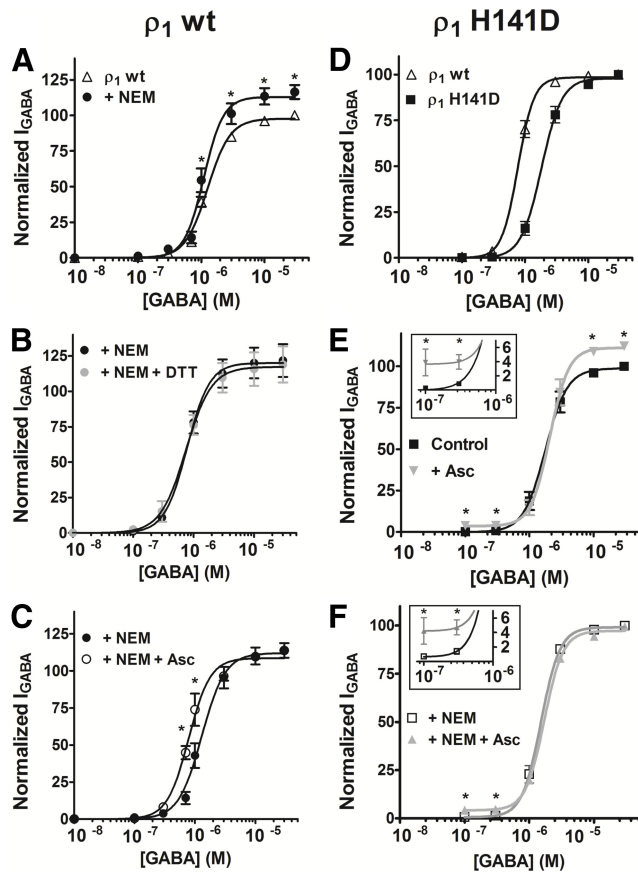 ρ1 wt
ρ1 H141D
A
Normalized IGABA
125
100
75
50
25
0
△ ρ1 wt
● + NEM
*
*
*
*
10 -8
10 -7
10 -6
10 -5
[GABA] (M)
D
Normalized IGABA
100
75
50
25
0
△ ρ1 wt
■ ρ1 H141D
10 -8
10 -7
10 -6
10 -5
[GABA] (M)
B
Normalized IGABA
125
100
75
50
25
0
● + NEM
● + NEM + DTT
10 -8
10 -7
10 -6
10 -5
[GABA] (M)
E
Normalized IGABA
100
75
50
25
0
* *
6
4
2
10 -7
10 -6
■ Control
▼ + Asc
* *
* *
10 -8
10 -7
10 -6
10 -5
[GABA] (M)
C
Normalized IGABA
125
100
75
50
25
0
● + NEM
○ + NEM + Asc
*
*
10 -8
10 -7
10 -6
10 -5
[GABA] (M)
F
Normalized IGABA
100
75
50
25
0
* *
6
4
2
10 -7
10 -6
□ + NEM
▲ + NEM + Asc
* *
10 -8
10 -7
10 -6
10 -5
[GABA] (M)